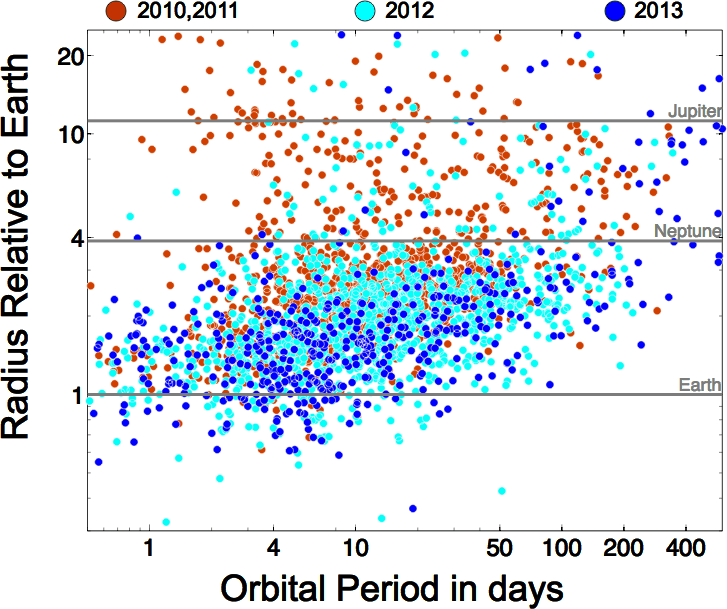 2010,2011 2012 2013
Radius Relative to Earth
20
Jupiter
10
Neptune
4
Earth
1
1 4 10 50 100 200 400
Orbital Period in days